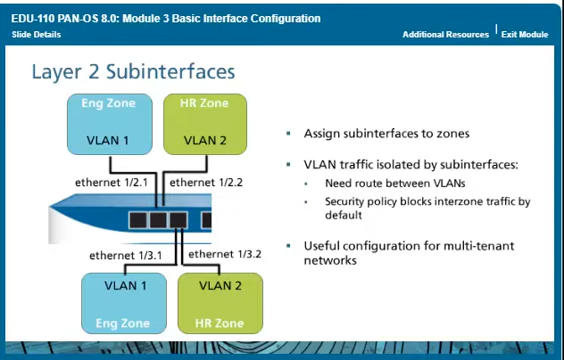 EDU-110 PAN-OS 8.0: Module 3 Basic Interface Configuration
Slide Details
Additional Resources
Exit Module
Layer 2 Subinterfaces
Eng Zone
HR Zone
VLAN 1
VLAN 2
ethernet 1/2.1
ethernet 1/2.2
ethernet 1/3.1
ethernet 1/3.2
VLAN 1
VLAN 2
Eng Zone
HR Zone
Assign subinterfaces to zones
VLAN traffic isolated by subinterfaces:
Need route between VLANs
Security policy blocks interzone traffic by
default
Useful configuration for multi-tenant
networks